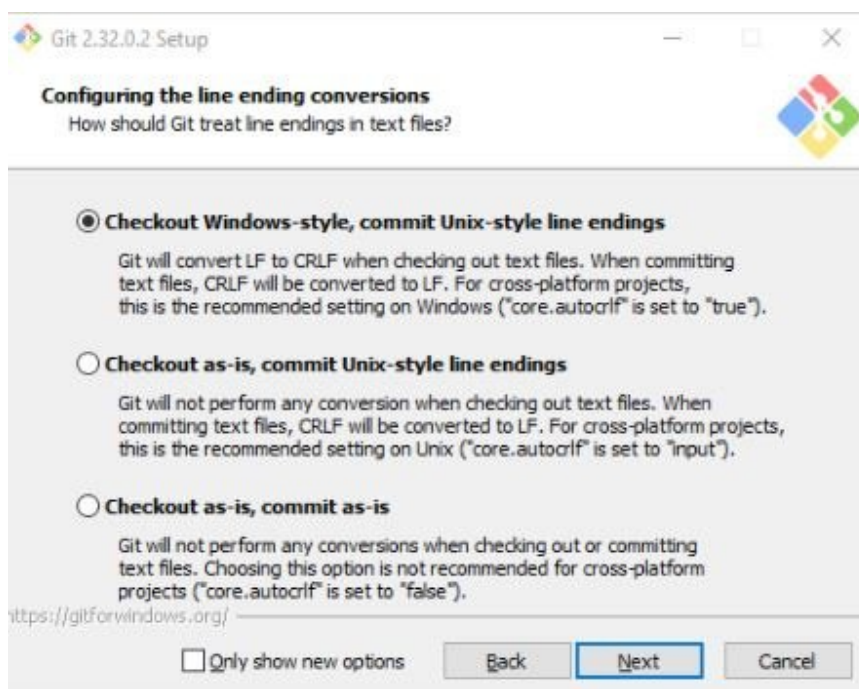 Git 2.32.0.2 Setup
Configuring the line ending conversions
How should Git treat line endings in text files?
Checkout Windows-style, commit Unix-style line endings
Git will convert LF to CRLF when checking out text files. When committing
text files, CRLF will be converted to LF. For cross-platform projects,
this is the recommended setting on Windows ("core.autocrlf" is set to "true").
Checkout as-is, commit Unix-style line endings
Git will not perform any conversion when checking out text files. When
committing text files, CRLF will be converted to LF. For cross-platform projects,
this is the recommended setting on Unix ("core.autocrlf" is set to "input").
Checkout as-is, commit as-is
Git will not perform any conversions when checking out or committing
text files. Choosing this option is not recommended for cross-platform
projects ("core.autocrlf" is set to "false").
https://gitforwindows.org/
Only show new options
Back
Next
Cancel